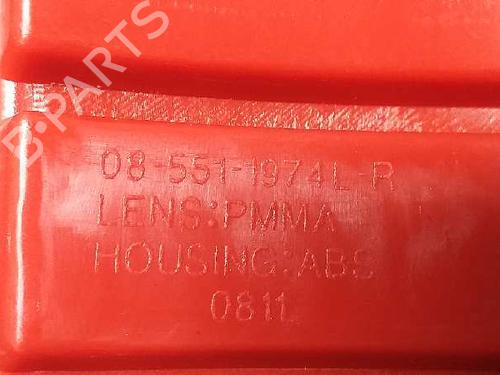 B-PARTS
08-551-1974L-R
LENS:PMMA
HOUSING:ABS
0811